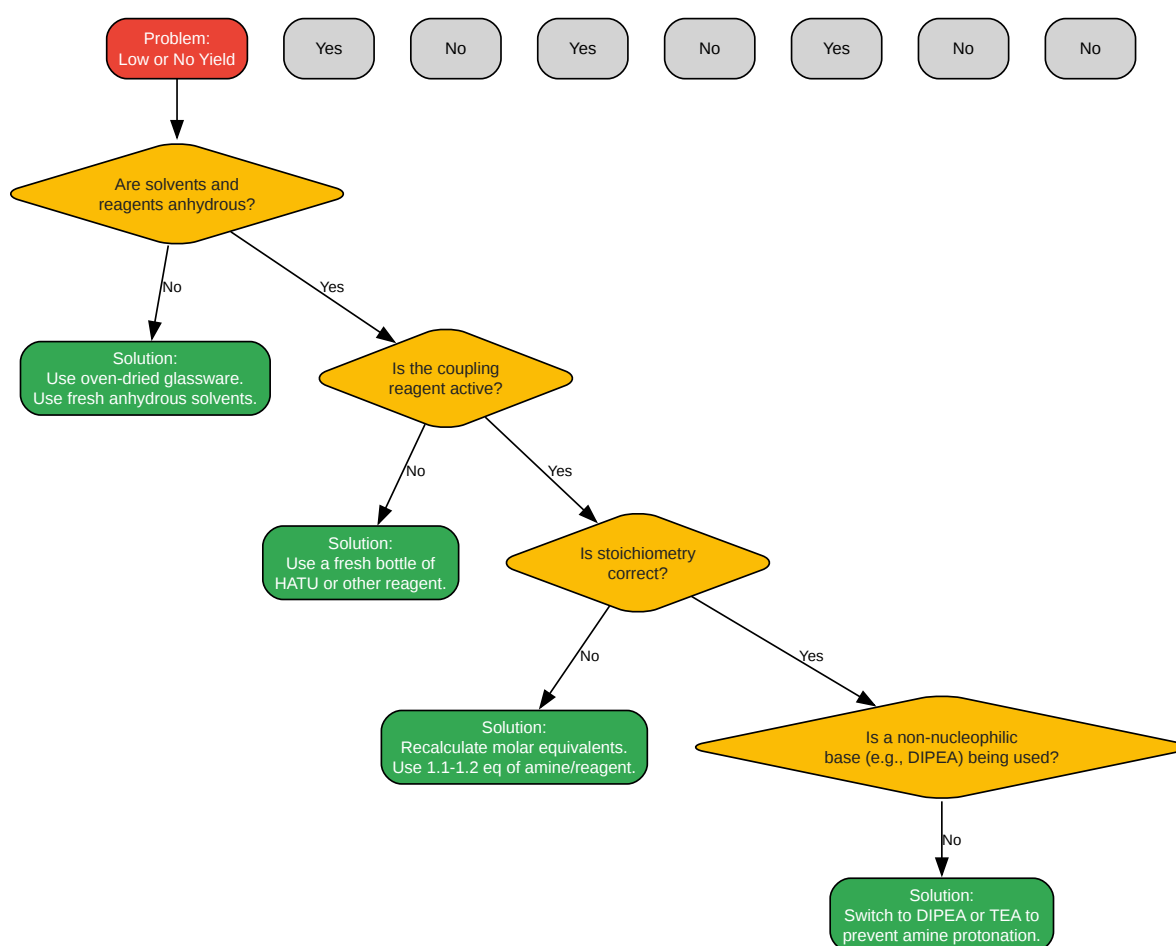 Problem:
Low or No Yield
Yes
No
Yes
No
Yes
No
No
Are solvents and
reagents anhydrous?
No
Yes
Solution:
Use oven-dried glassware.
Use fresh anhydrous solvents.
Is the coupling
reagent active?
No
Yes
Solution:
Use a fresh bottle of
HATU or other reagent.
Is stoichiometry
correct?
No
Yes
Solution:
Recalculate molar equivalents.
Use 1.1-1.2 eq of amine/reagent.
Is a non-nucleophilic
base (e.g., DIPEA) being used?
No
Solution:
Switch to DIPEA or TEA to
prevent amine protonation.